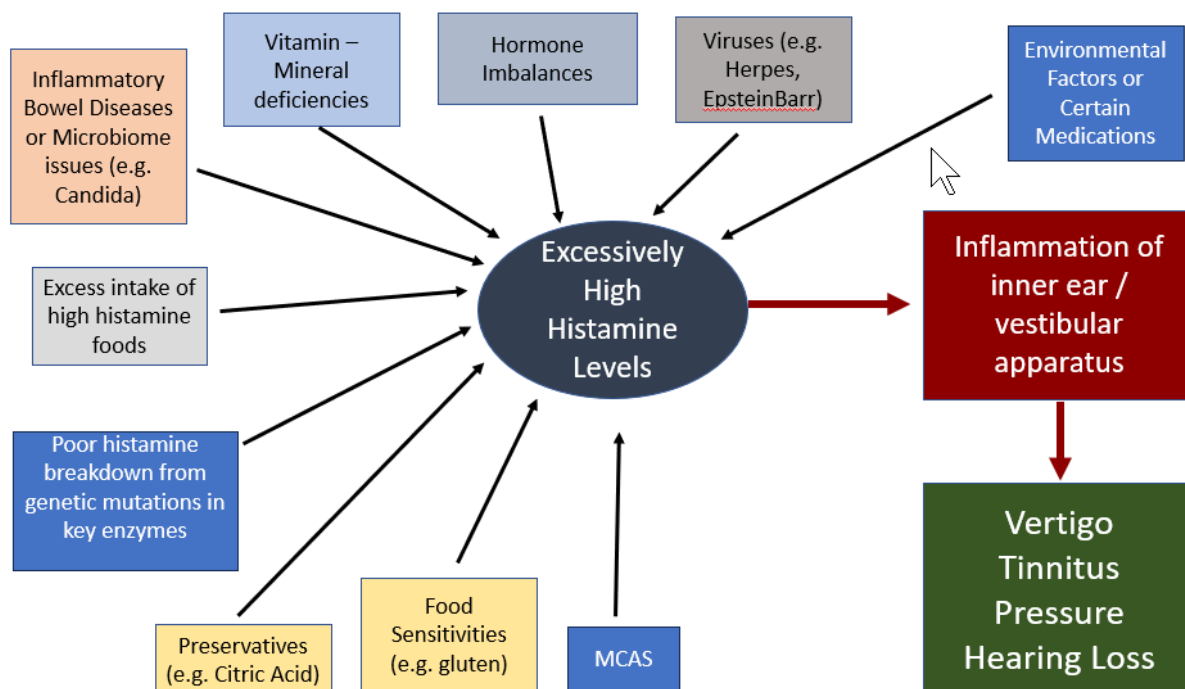 Inflammatory
Bowel Diseases
or Microbiome
issues (e.g.
Candida)
Vitamin –
Mineral
deficiencies
Hormone
Imbalances
Viruses (e.g.
Herpes,
EpsteinBarr)
Environmental
Factors or
Certain
Medications
Excess intake of
high histamine
foods
Excessively
High
Histamine
Levels
Inflammation of
inner ear /
vestibular
apparatus
Poor histamine
breakdown from
genetic mutations in
key enzymes
Preservatives
(e.g. Citric Acid)
Food
Sensitivities
(e.g. gluten)
MCAS
Vertigo
Tinnitus
Pressure
Hearing Loss